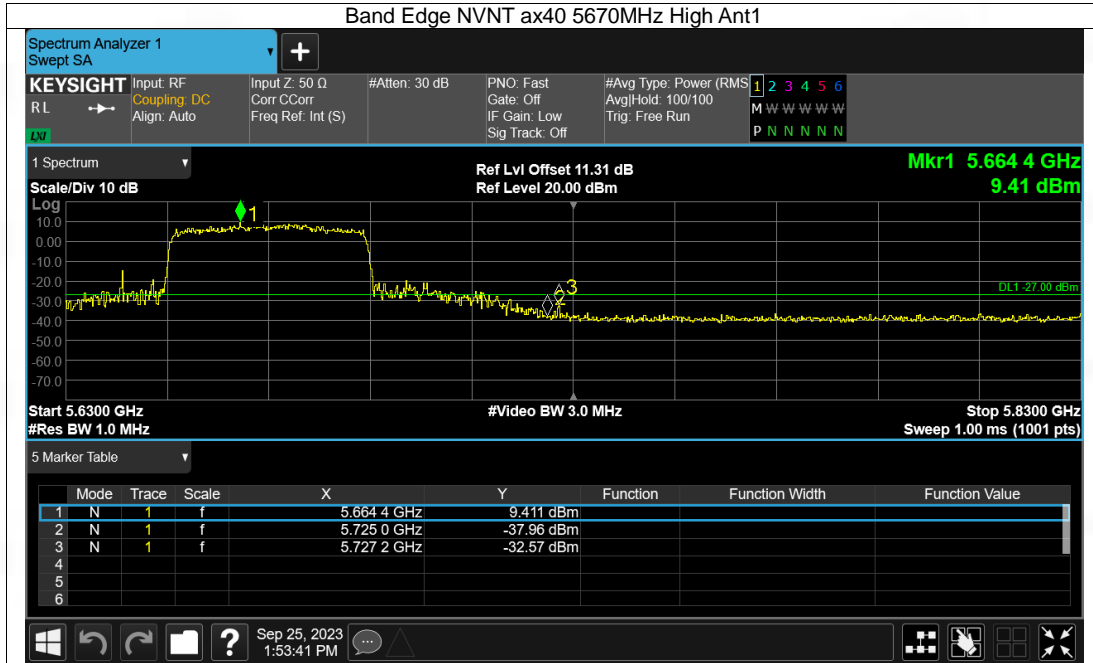 Band Edge NVNT ax40 5670MHz High Ant1
Spectrum Analyzer 1
Swept SA
+
KEYSIGHT Input: RF Input Z: 50 Ω #Atten: 30 dB PNO: Fast #Avg Type: Power (RMS 1 2 3 4 5 6
RL Coupling: DC Corr CCorr Gate: Off Avg|Hold: 100/100 M W W W W W W
Align: Auto Freq Ref: Int (S) IF Gain: Low Trig: Free Run
LXI Sig Track: Off P N N N N N N
1 Spectrum Ref Lvl Offset 11.31 dB Mkr1 5.664 4 GHz
Scale/Div 10 dB Ref Level 20.00 dBm 9.41 dBm
Log
10.0
1
0.00
-10.0
-20.0
3
DL1 -27.00 dBm
-30.0
-40.0
-50.0
-60.0
-70.0
Start 5.6300 GHz #Video BW 3.0 MHz Stop 5.8300 GHz
#Res BW 1.0 MHz Sweep 1.00 ms (1001 pts)
5 Marker Table
Mode Trace Scale X Y Function Function Width Function Value
1 N 1 f 5.664 4 GHz 9.411 dBm
2 N 1 f 5.725 0 GHz -37.96 dBm
3 N 1 f 5.727 2 GHz -32.57 dBm
4
5
6
? Sep 25, 2023
1:53:41 PM